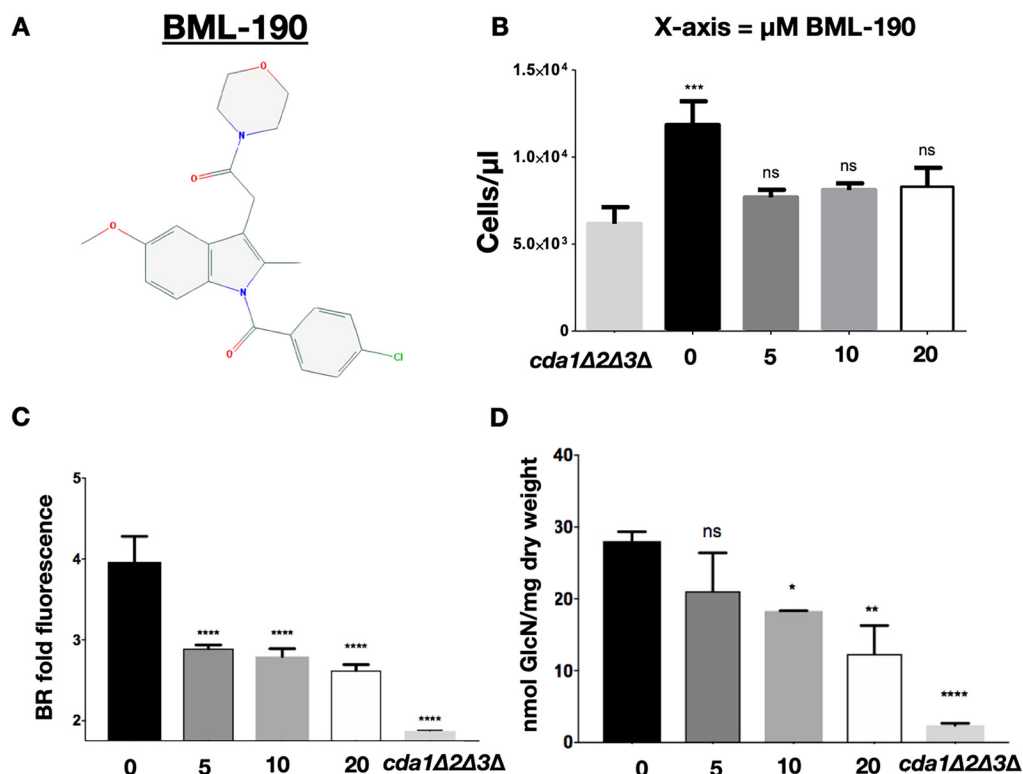 A
BML-190
O
N
O
O
N
O
Cl
B
X-axis = µM BML-190
Cells/µl
1.5×10⁴
1.0×10⁴
5.0×10³
0
***
ns
ns
ns
cda1Δ2Δ3Δ
0
5
10
20
C
BR fold fluorescence
5
4
3
2
****
****
****
****
0
5
10
20
cda1Δ2Δ3Δ
D
nmol GlcN/mg dry weight
40
30
20
10
0
ns
*
**
****
0
5
10
20
cda1Δ2Δ3Δ